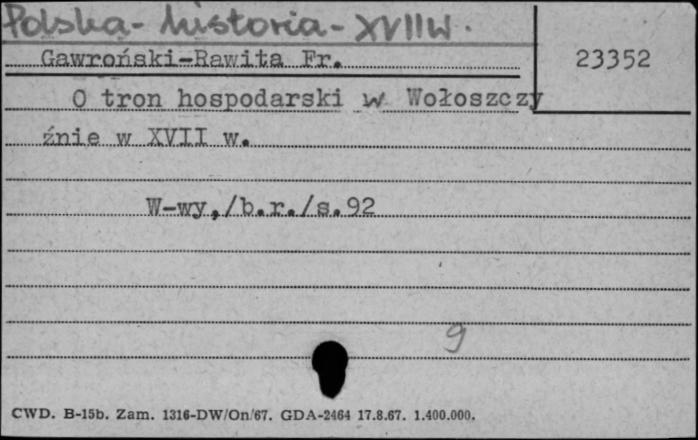 Polska - historia - XVII w.
Gawroński-Rawita Fr.
23352
O tron hospodarski w Wołoszczy
źnie w XVII w.
W-wy,/b.r./s.92
9
CWD. B-15b. Zam. 1316-DW/On/67. GDA-2464 17.8.67. 1.400.000.